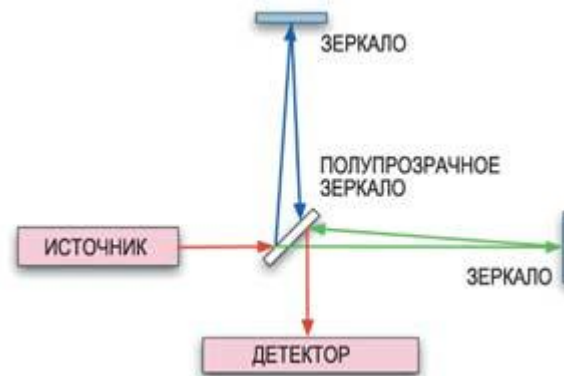 ЗЕРКАЛО
ПОЛУПРОЗРАЧНОЕ
ЗЕРКАЛО
ИСТОЧНИК
ЗЕРКАЛО
ДЕТЕКТОР